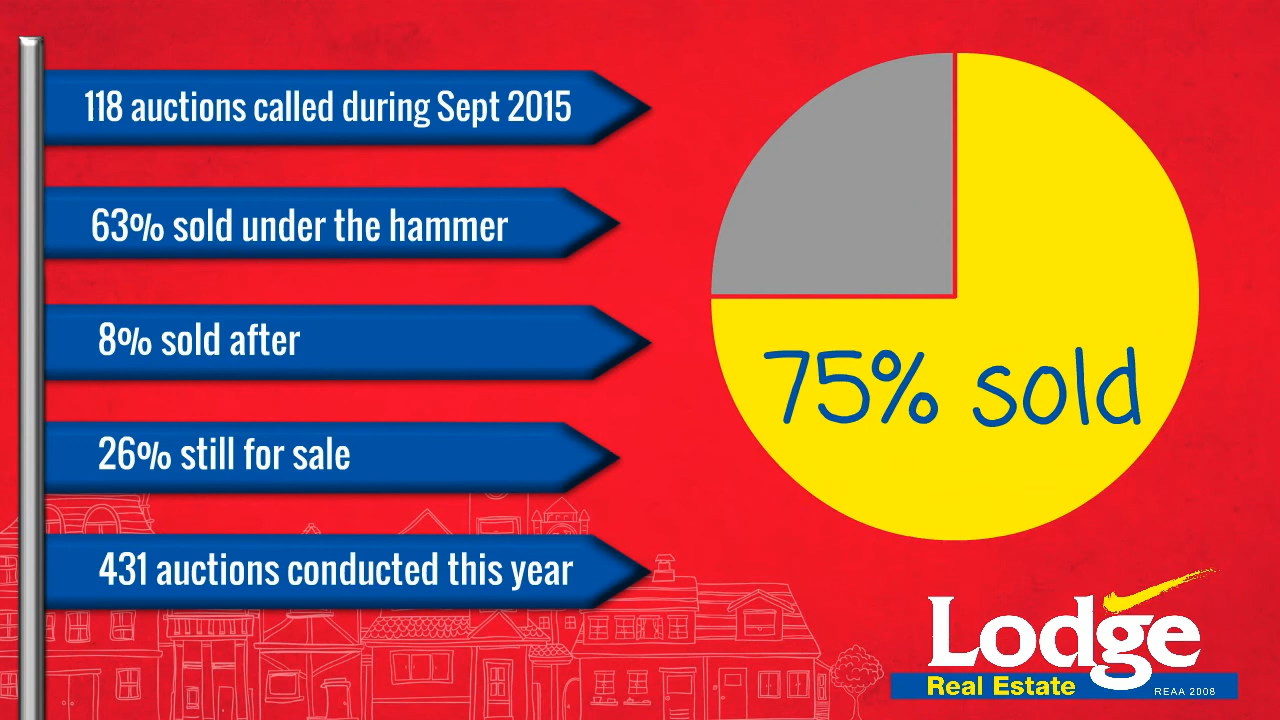 118 auctions called during Sept 2015
63% sold under the hammer
8% sold after
26% still for sale
431 auctions conducted this year
75% sold
Lodge
Real Estate
REAA 2008